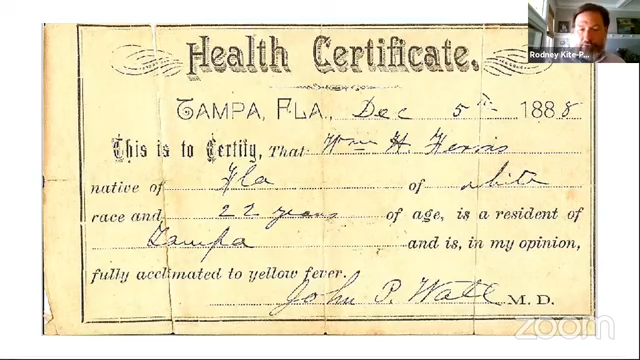 Health Certificate.
TAMPA, FLA., Dec 5th 1888
This is to Certify, That Wm H. Ferris
native of Fla of white
race and 22 years of age, is a resident of
Tampa and is, in my opinion,
fully acclimated to yellow fever.
John P. Wall M. D.
Rodney Kite-P...
zoom